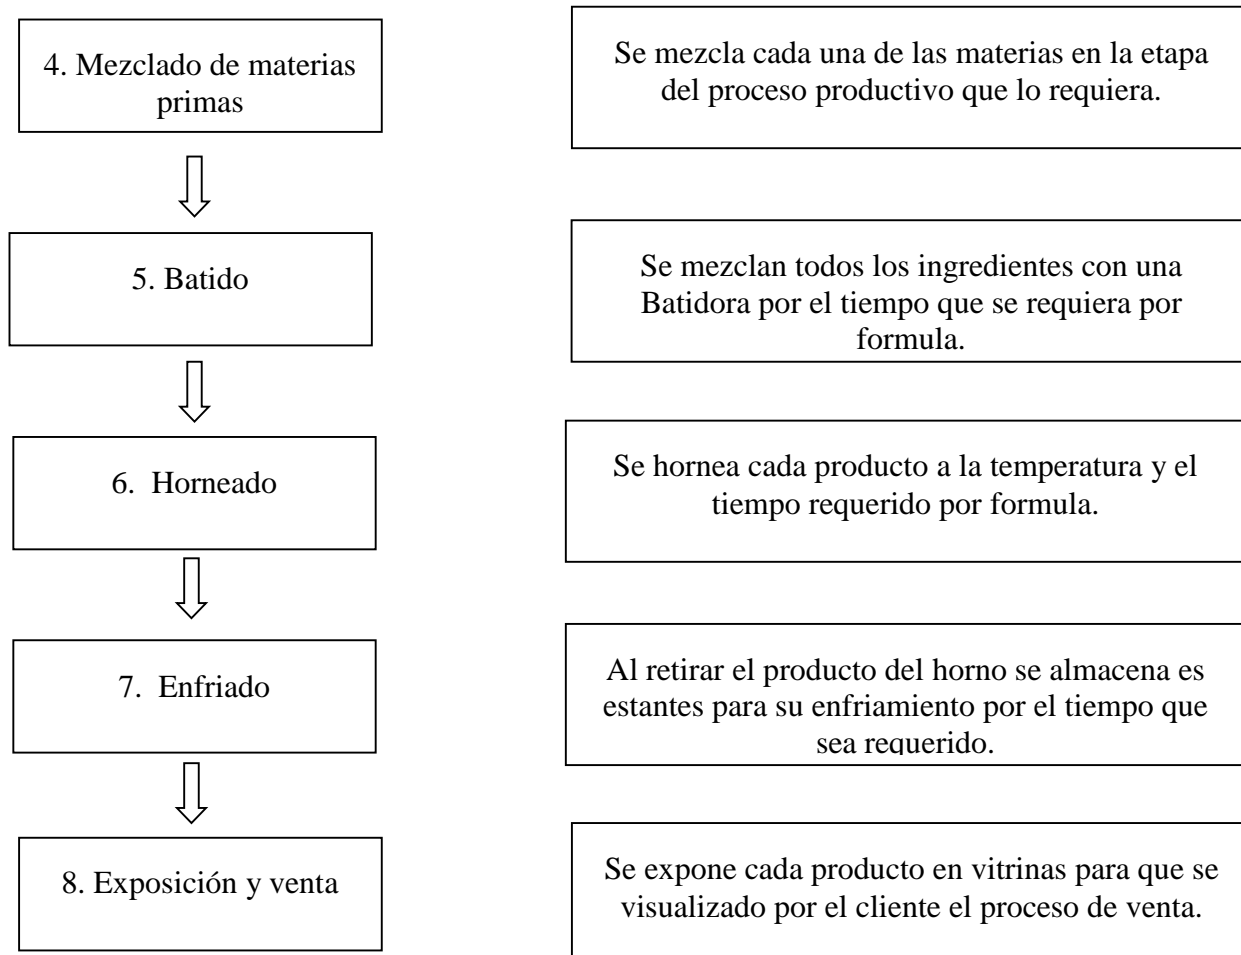 4. Mezclado de materias
primas
Se mezcla cada una de las materias en la etapa
del proceso productivo que lo requiera.
5. Batido
Se mezclan todos los ingredientes con una
Batidora por el tiempo que se requiera por
formula.
6. Horneado
Se hornea cada producto a la temperatura y el
tiempo requerido por formula.
7. Enfriado
Al retirar el producto del horno se almacena es
estantes para su enfriamiento por el tiempo que
sea requerido.
8. Exposición y venta
Se expone cada producto en vitrinas para que se
visualizado por el cliente el proceso de venta.